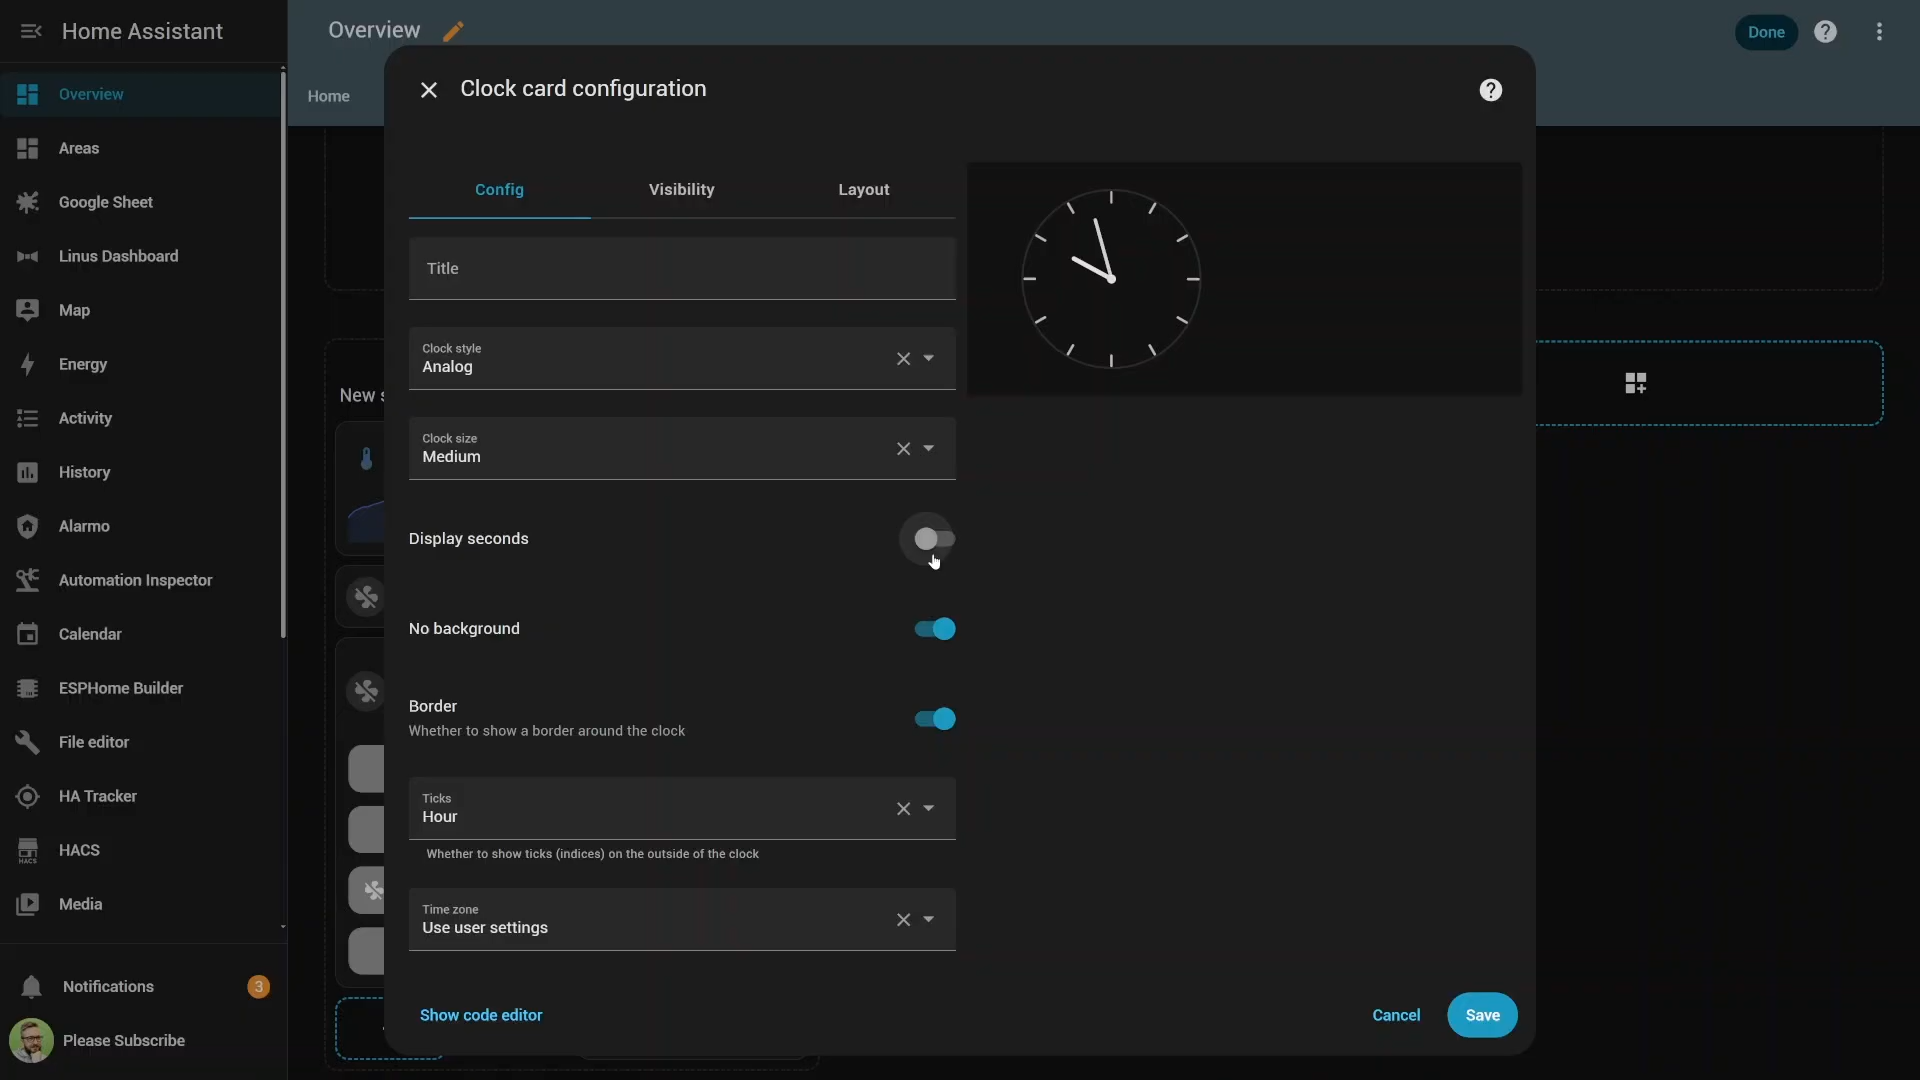 Home Assistant
Overview
Areas
Google Sheet
Linus Dashboard
Map
Energy
Activity
History
Alarmo
Automation Inspector
Calendar
ESPHome Builder
File editor
HA Tracker
HACS
HACS
Media
Notifications
3
Please Subscribe
Overview
Done
Home
New s
Clock card configuration
Config
Visibility
Layout
Title
Clock style
Analog
Clock size
Medium
Display seconds
No background
Border
Whether to show a border around the clock
Ticks
Hour
Whether to show ticks (indices) on the outside of the clock
Time zone
Use user settings
Show code editor
Cancel
Save